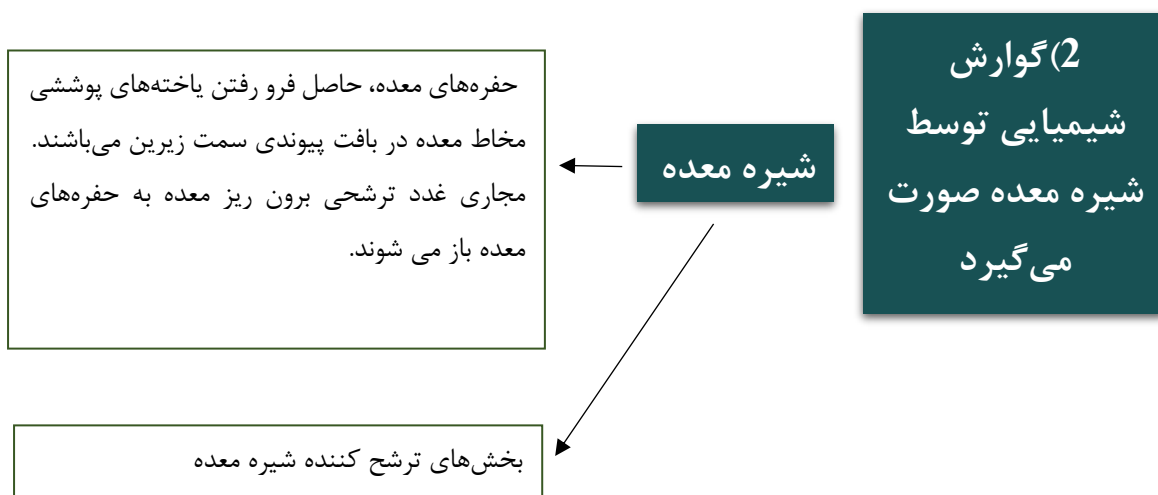 2)گوارش
شیمیایی توسط
شیره معده صورت
می‌گیرد
شیره معده
حفره‌های معده، حاصل فرو رفتن یاخته‌های پوششی
مخاط معده در بافت پیوندی سمت زیرین می‌باشند.
مجاری غدد ترشحی برون ریز معده به حفره‌های
معده باز می شوند.
بخش‌های ترشح کننده شیره معده